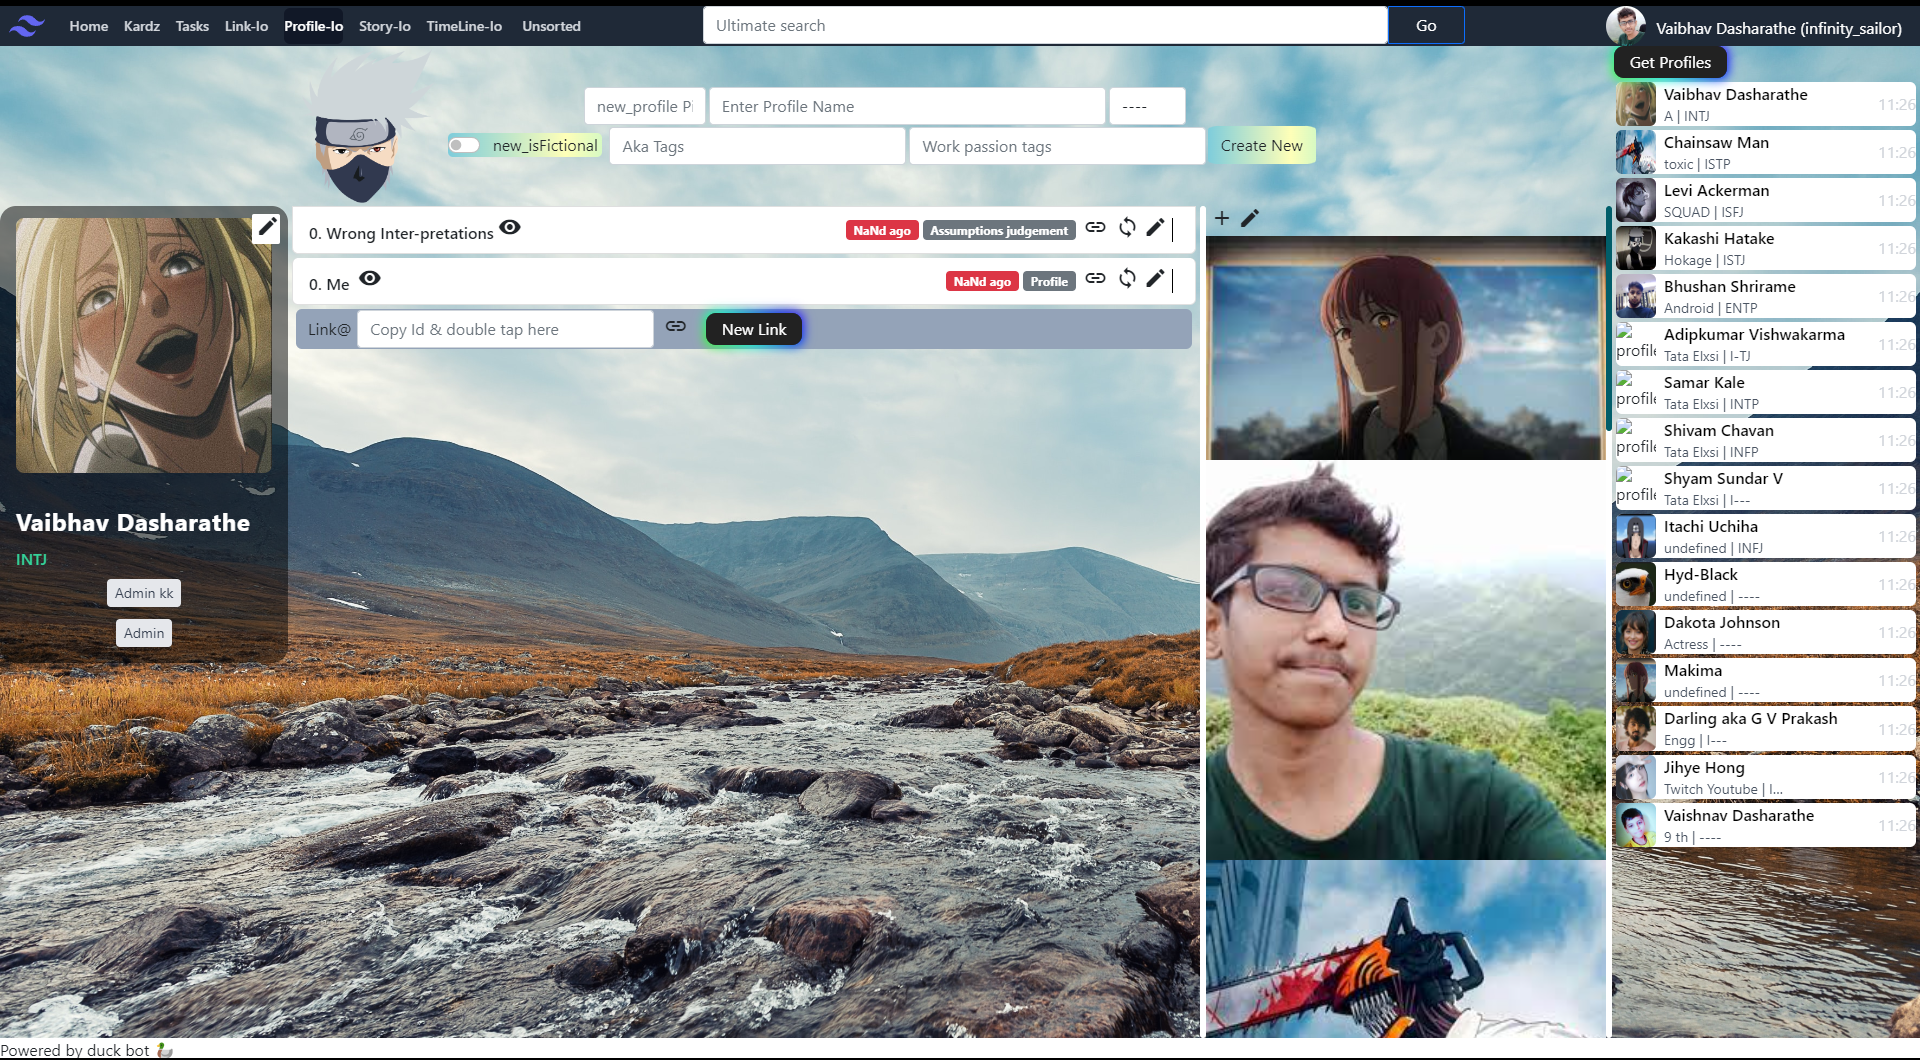 Home Kardz Tasks Link-Io Profile-Io Story-Io TimeLine-Io Unsorted
Ultimate search
Go
Vaibhav Dasharathe (infinity_sailor)
Get Profiles
new_profile Pi
Enter Profile Name
----
new_isFictional
Aka Tags
Work passion tags
Create New
Vaibhav Dasharathe
INTJ
Admin kk
Admin
0. Wrong Inter-pretations
NaNd ago
Assumptions judgement
0. Me
NaNd ago
Profile
Link@
Copy Id & double tap here
New Link
Vaibhav Dasharathe
A | INTJ
11:26
Chainsaw Man
toxic | ISTP
11:26
Levi Ackerman
SQUAD | ISFJ
11:26
Kakashi Hatake
Hokage | ISTJ
11:26
Bhushan Shrirame
Android | ENTP
11:26
profile
Adipkumar Vishwakarma
Tata Elxsi | I-TJ
11:26
profile
Samar Kale
Tata Elxsi | INTP
11:26
profile
Shivam Chavan
Tata Elxsi | INFP
11:26
profile
Shyam Sundar V
Tata Elxsi | I---
11:26
Itachi Uchiha
undefined | INFJ
11:26
Hyd-Black
undefined | ----
11:26
Dakota Johnson
Actress | ----
11:26
Makima
undefined | ----
11:26
Darling aka G V Prakash
Engg | I---
11:26
Jihye Hong
Twitch Youtube | I...
11:26
Vaishnav Dasharathe
9 th | ----
11:26
Powered by duck bot 🦆